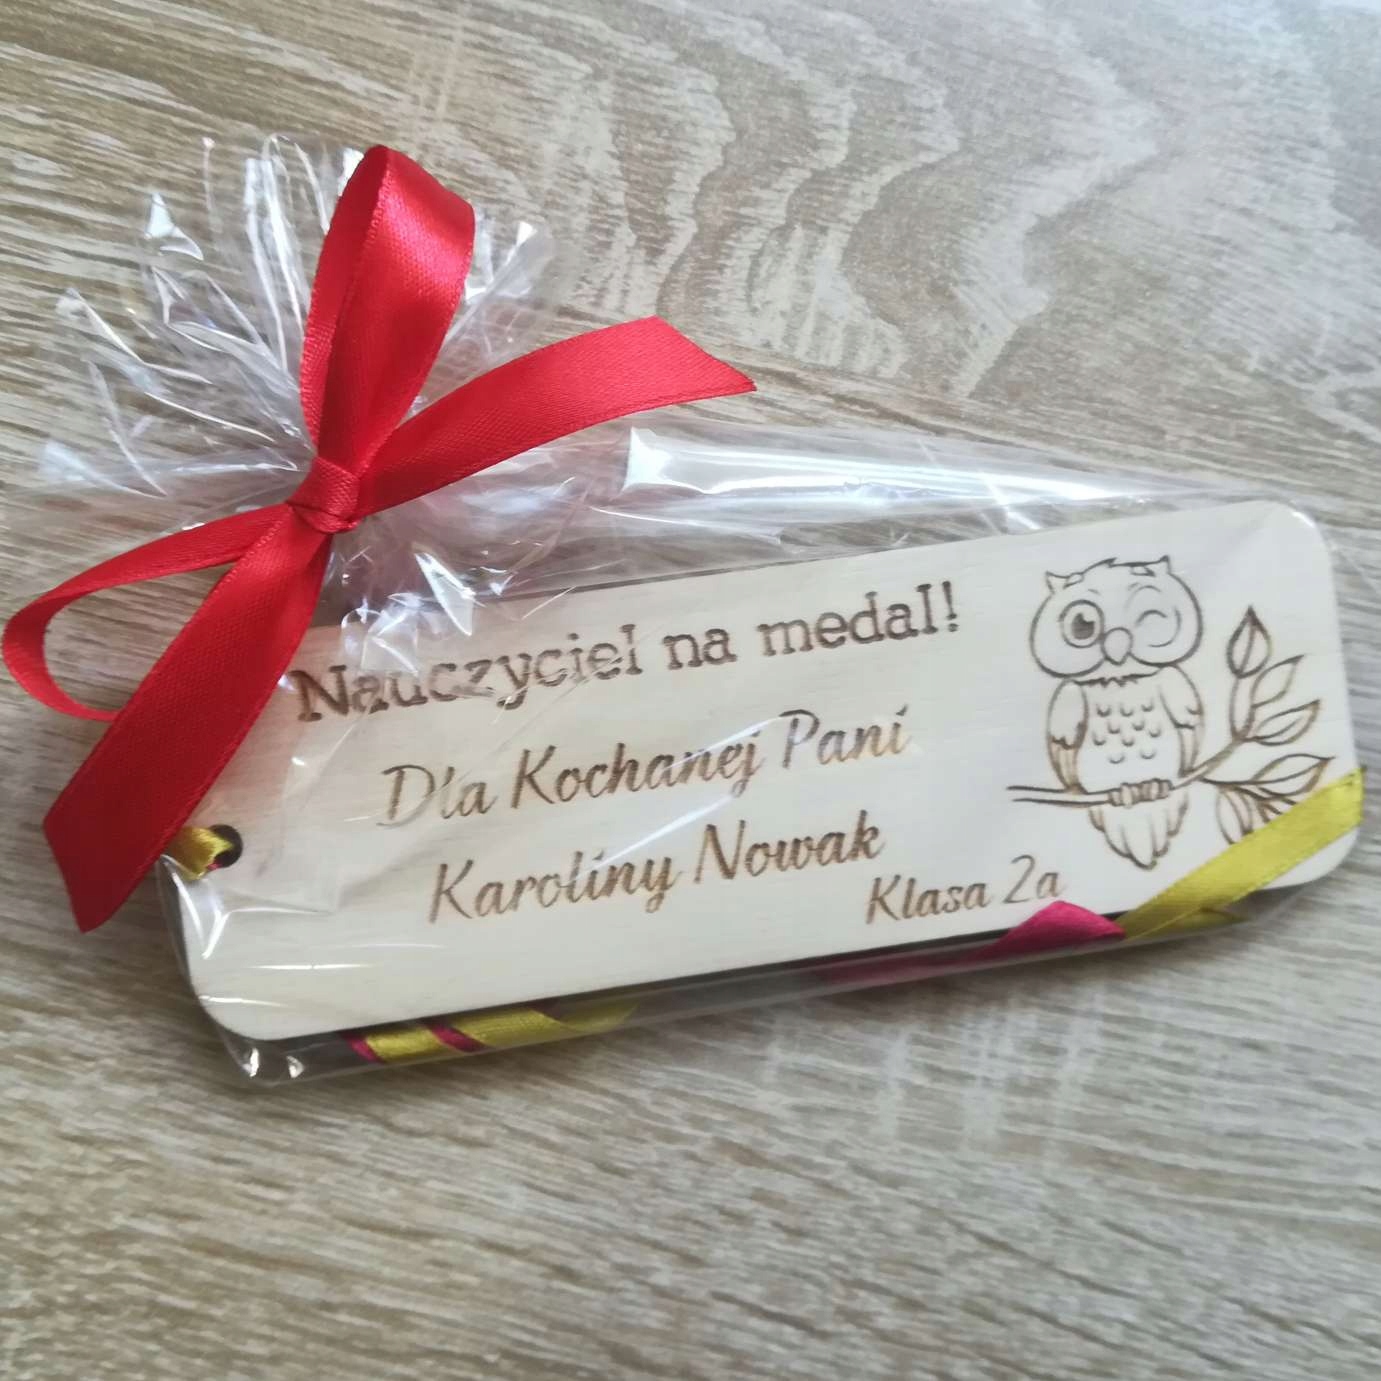 Nauczyciel na medal!
Dla Kochanej Pani
Karoliny Nowak
Klasa 2a